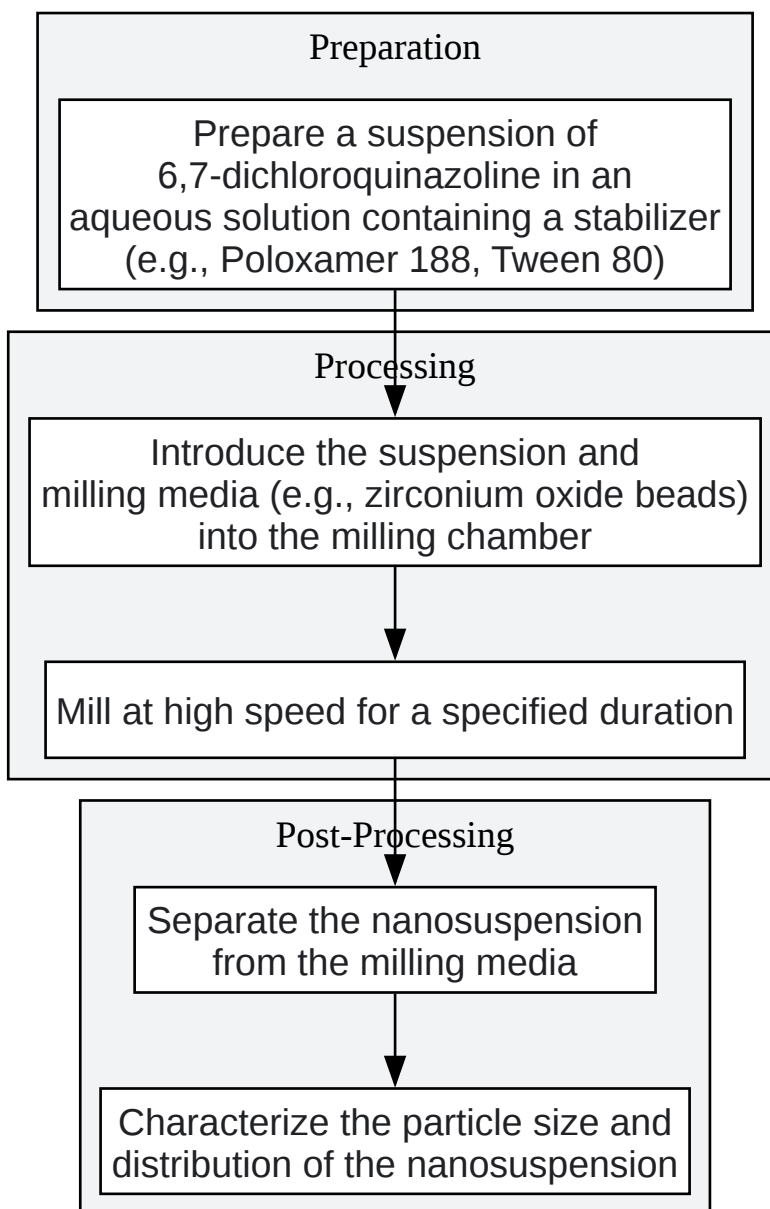 Preparation
Prepare a suspension of
6,7-dichloroquinazoline in an
aqueous solution containing a stabilizer
(e.g., Poloxamer 188, Tween 80)
Processing
Introduce the suspension and
milling media (e.g., zirconium oxide beads)
into the milling chamber
Mill at high speed for a specified duration
Post-Processing
Separate the nanosuspension
from the milling media
Characterize the particle size and
distribution of the nanosuspension